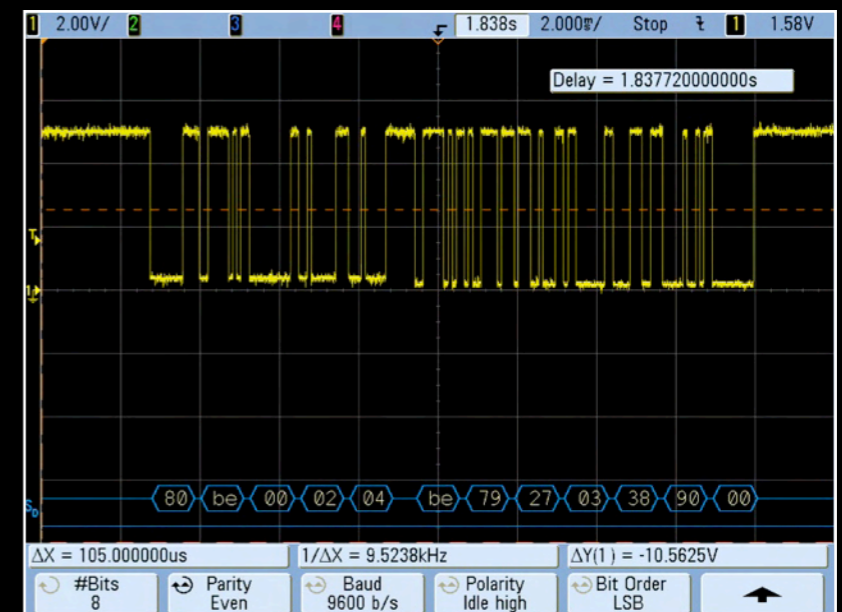 1 2.00V/ 2 3 4 1.838s 2.000㎳/ Stop 1 1.58V
Delay = 1.837720000000s
T
1
80 be 00 02 04 be 79 27 03 38 90 00
SD
ΔX = 105.000000us 1/ΔX = 9.5238kHz ΔY(1 ) = -10.5625V
#Bits Parity Baud Polarity Bit Order
8 Even 9600 b/s Idle high LSB